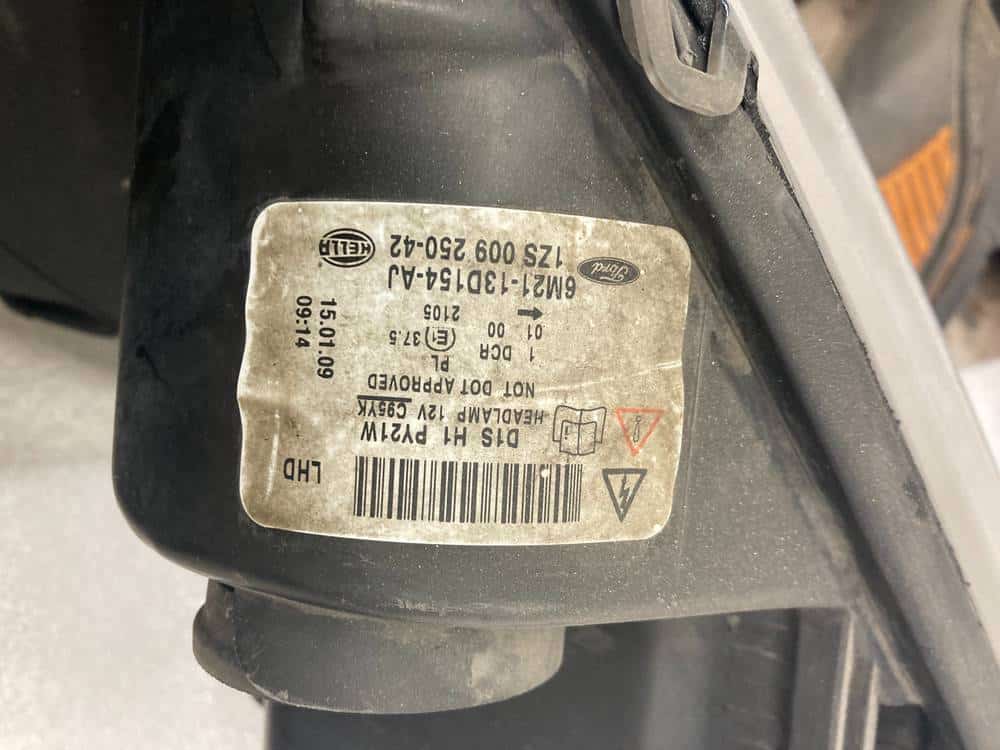 LHD
D1S H1 PY21W
HEADLAMP 12V C95YK
NOT DOT APPROVED
PL
1 DCR E1 37.5
01 00 2105
6M21-13D154-AJ
Ford
1ZS 009 250-42
HELLA
15.01.09
09:14